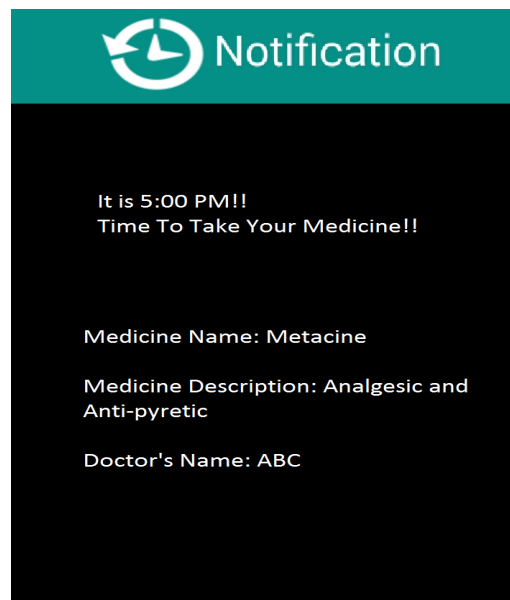 Notification
It is 5:00 PM!!
Time To Take Your Medicine!!
Medicine Name: Metacine
Medicine Description: Analgesic and
Anti-pyretic
Doctor's Name: ABC